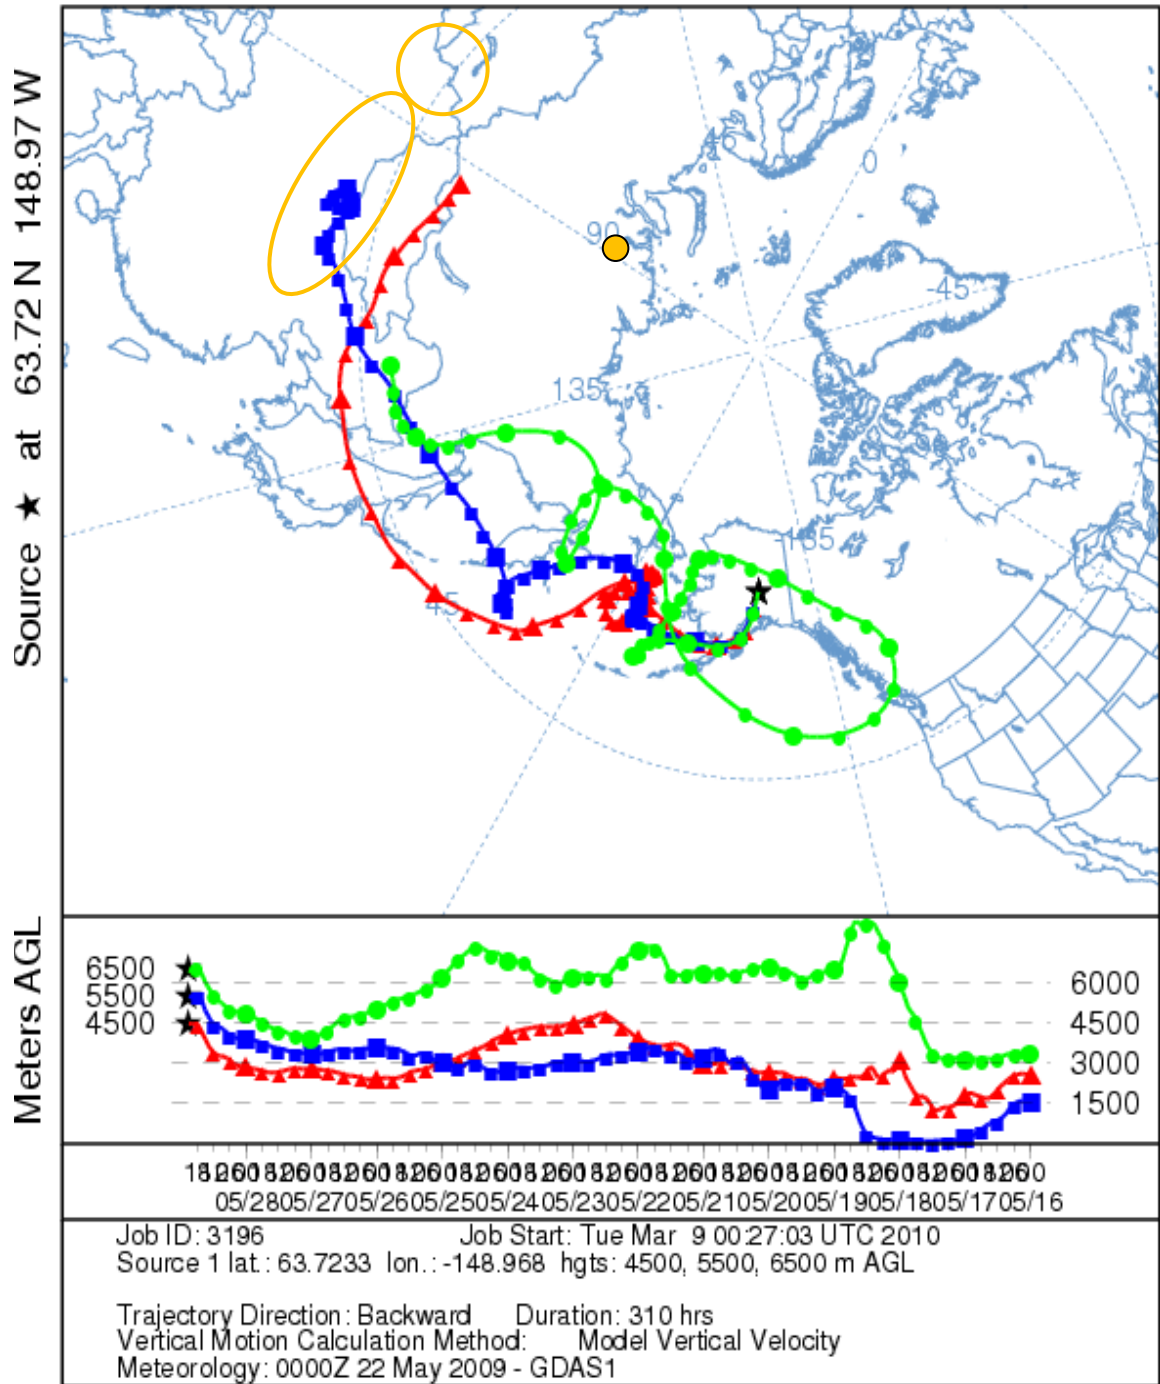 Source ★ at 63.72 N 148.97 W
45
0
90
-45
135
-135
45
Meters AGL
6500
5500
4500
6000
4500
3000
1500
05/28 05/27 05/26 05/25 05/24 05/23 05/22 05/21 05/20 05/19 05/18 05/17 05/16
Job ID: 3196 Job Start: Tue Mar 9 00:27:03 UTC 2010
Source 1 lat.: 63.7233 lon.: -148.968 hgts: 4500, 5500, 6500 m AGL
Trajectory Direction: Backward Duration: 310 hrs
Vertical Motion Calculation Method: Model Vertical Velocity
Meteorology: 0000Z 22 May 2009 - GDAS1